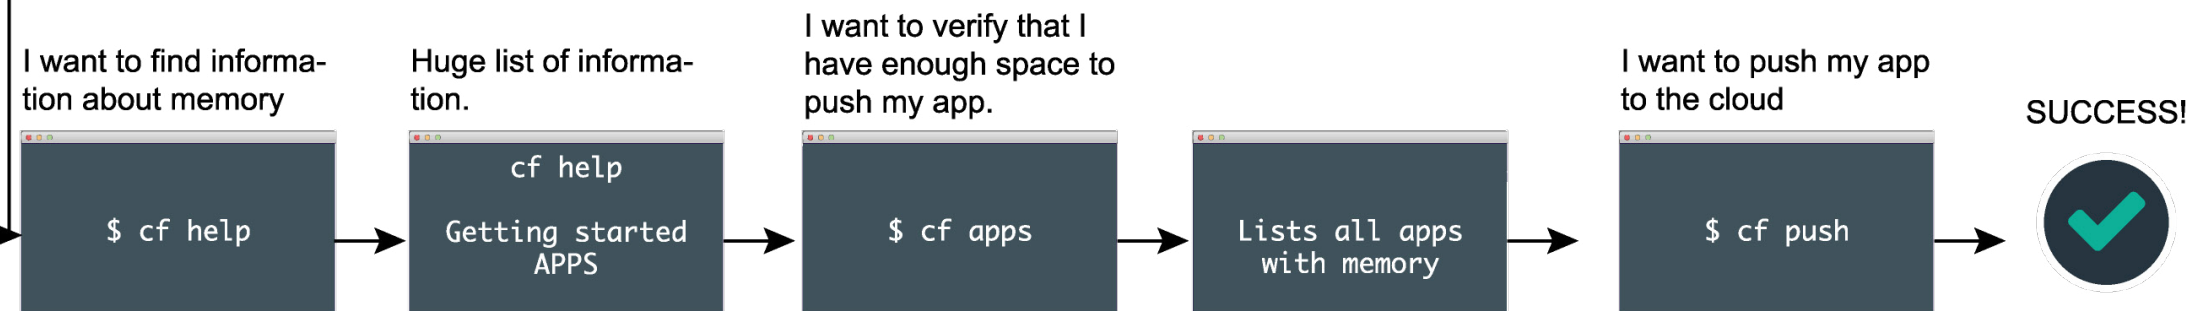 I want to find informa-
tion about memory
$ cf help
Huge list of informa-
tion.
cf help
Getting started
APPS
I want to verify that I
have enough space to
push my app.
$ cf apps
Lists all apps
with memory
I want to push my app
to the cloud
$ cf push
SUCCESS!